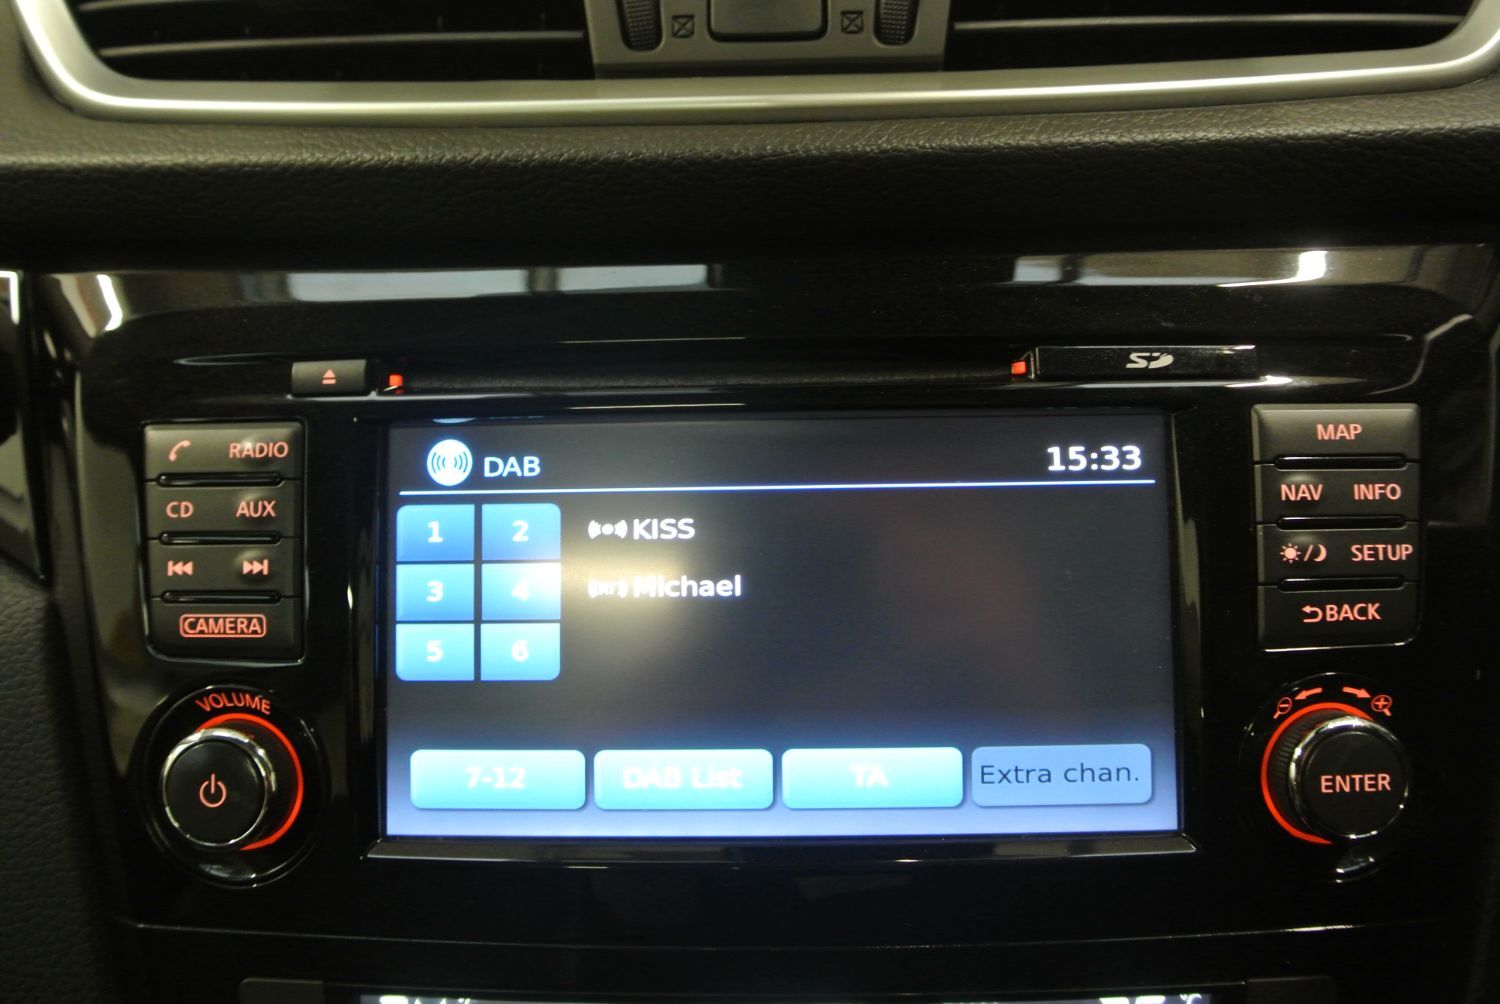 SD
RADIO
CD AUX
CAMERA
VOLUME
DAB 15:33
1 2
3 4
5 6
KISS
Michael
7-12 DAB List TA Extra chan.
MAP
NAV INFO
SETUP
BACK
ENTER